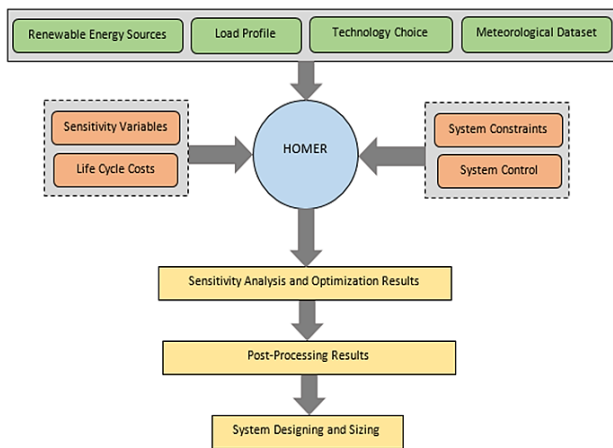 Renewable Energy Sources
Load Profile
Technology Choice
Meteorological Dataset
Sensitivity Variables
Life Cycle Costs
HOMER
System Constraints
System Control
Sensitivity Analysis and Optimization Results
Post-Processing Results
System Designing and Sizing